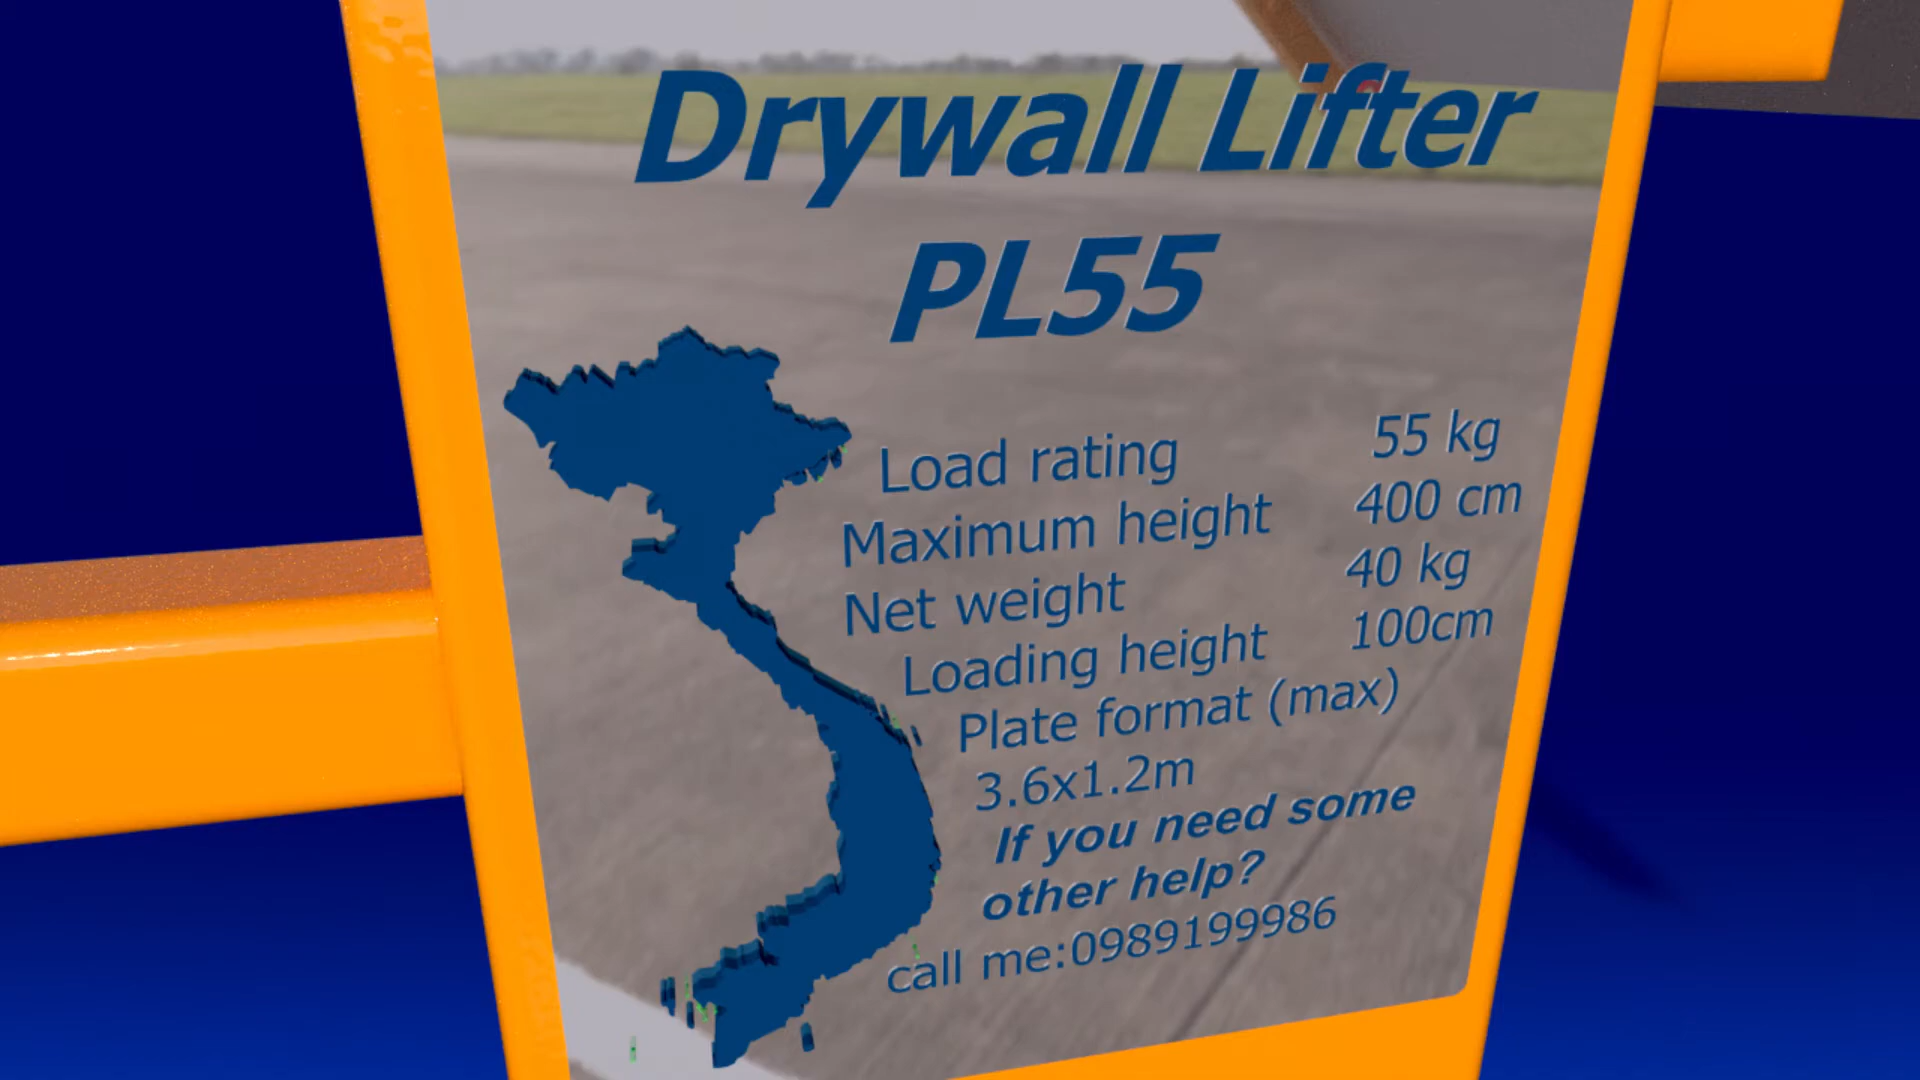 Drywall Lifter
PL55
Load rating 55 kg
Maximum height 400 cm
Net weight 40 kg
Loading height 100cm
Plate format (max)
3.6x1.2m
If you need some
other help?
call me:0989199986